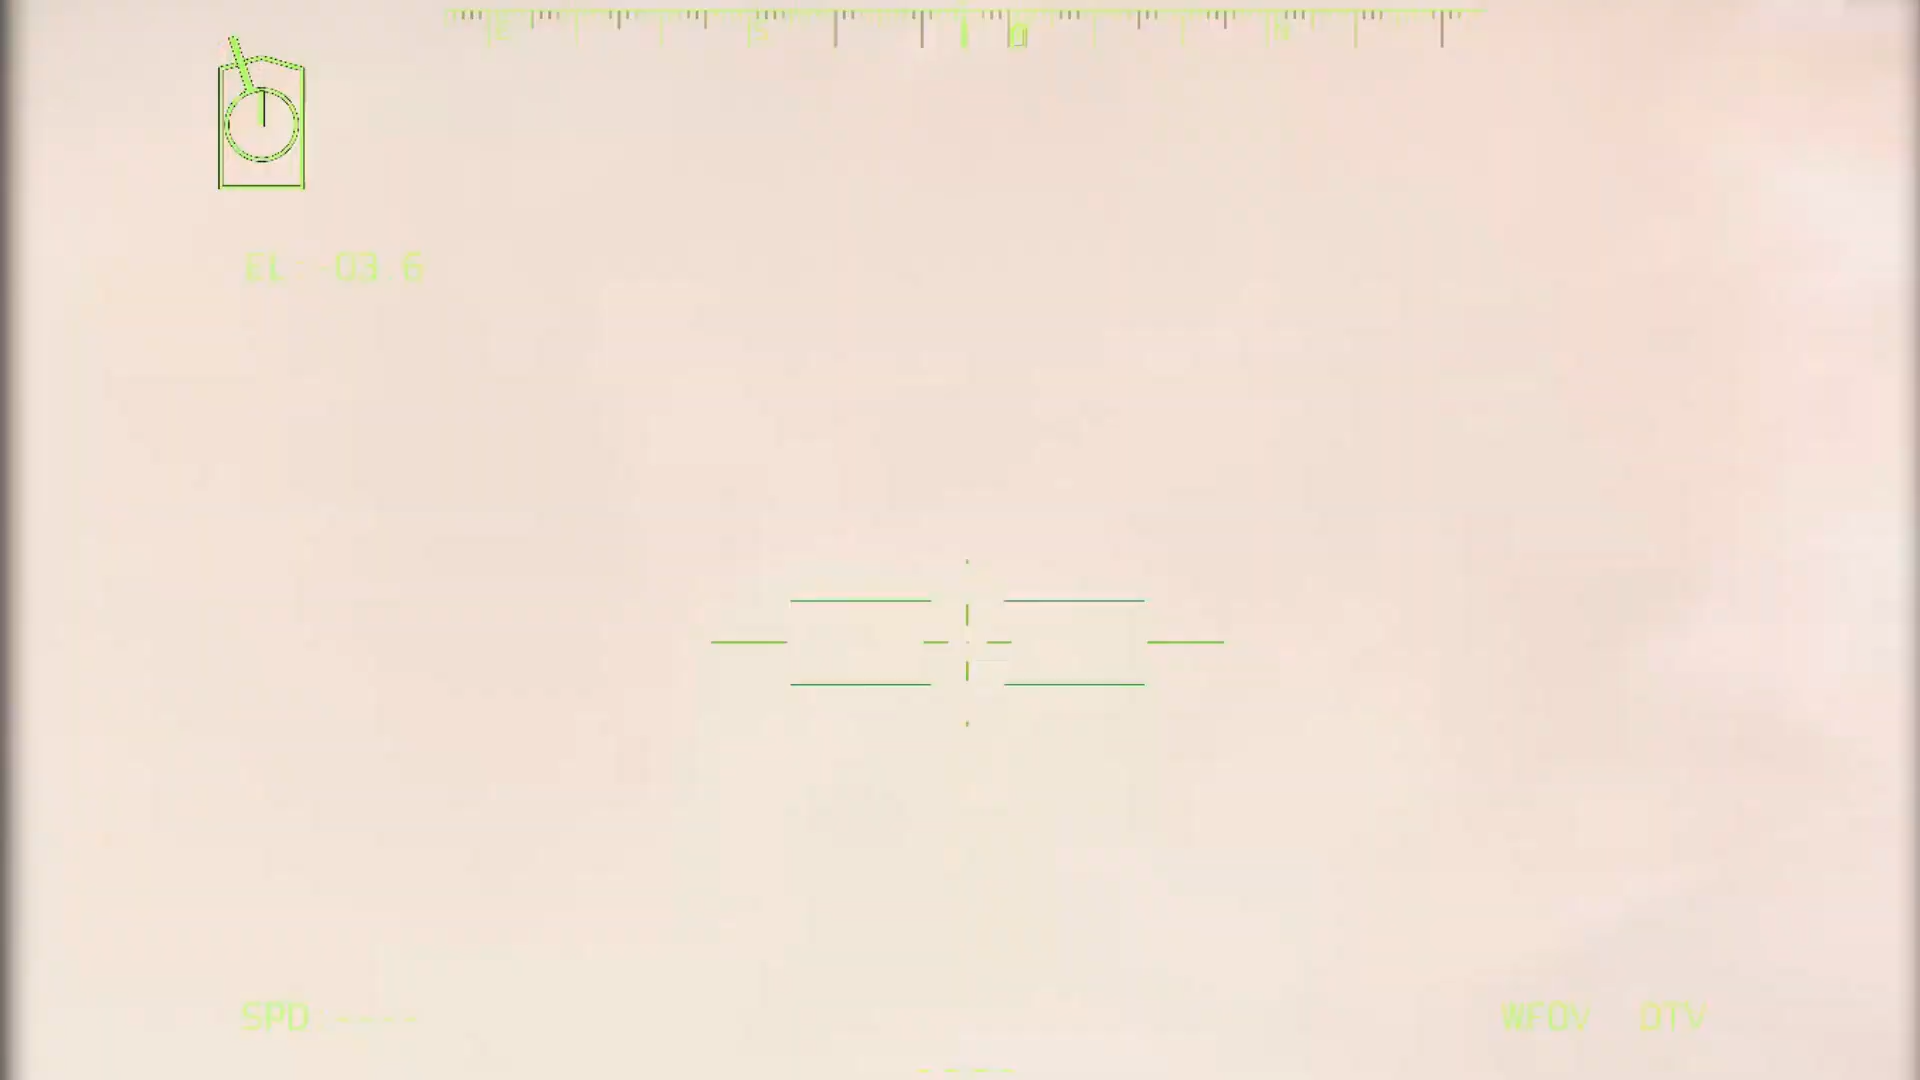 E S O N
EL:-03.6
SPD ----
WFOV DTV
----